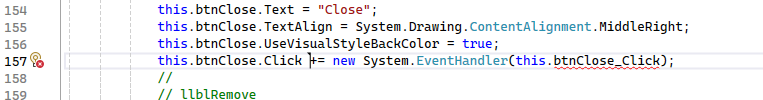 154 this.btnClose.Text = "Close";
155 this.btnClose.TextAlign = System.Drawing.ContentAlignment.MiddleRight;
156 this.btnClose.UseVisualStyleBackColor = true;
157 this.btnClose.Click += new System.EventHandler(this.btnClose_Click);
158 //
159 // llblRemove